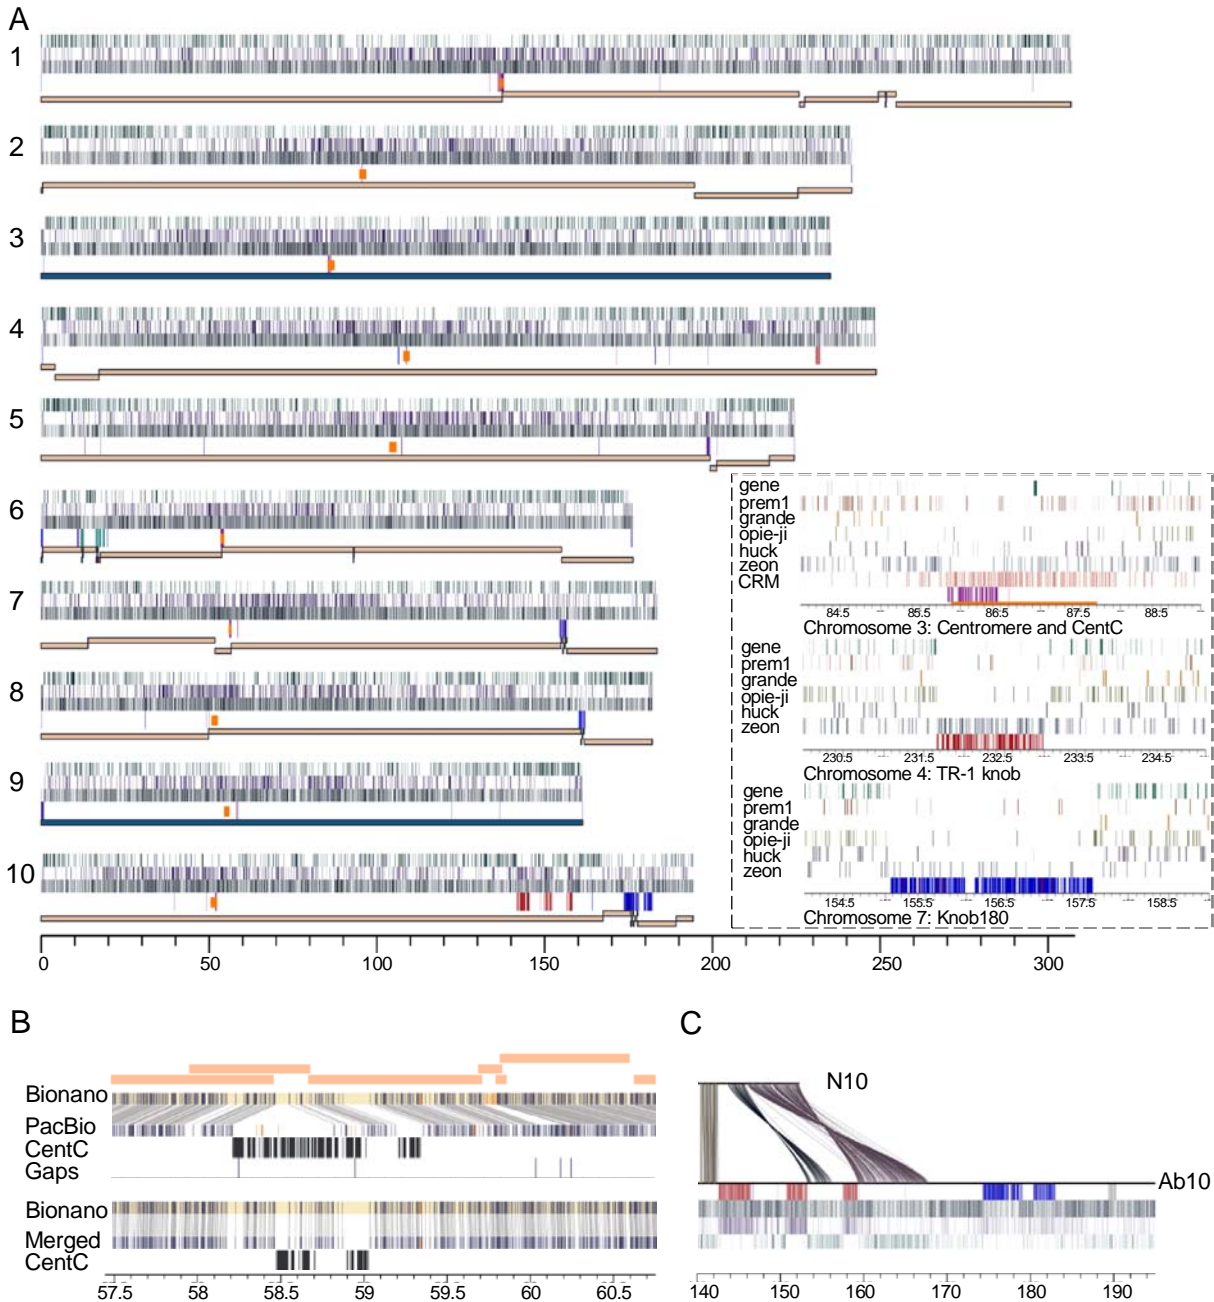 A
1
2
3
4
5
6
7
8
9
10
0 50 100 150 200 250 300
gene
prem1
grande
opie-ji
huck
zeon
CRM
84.5 85.5 86.5 87.5 88.5
Chromosome 3: Centromere and CentC
gene
prem1
grande
opie-ji
huck
zeon
230.5 231.5 232.5 233.5 234.5
Chromosome 4: TR-1 knob
gene
prem1
grande
opie-ji
huck
zeon
154.5 155.5 156.5 157.5 158.5
Chromosome 7: Knob180
B
Bionano
PacBio
CentC
Gaps
Bionano
Merged
CentC
57.5 58 58.5 59 59.5 60 60.5
C
N10
Ab10
140 150 160 170 180 190